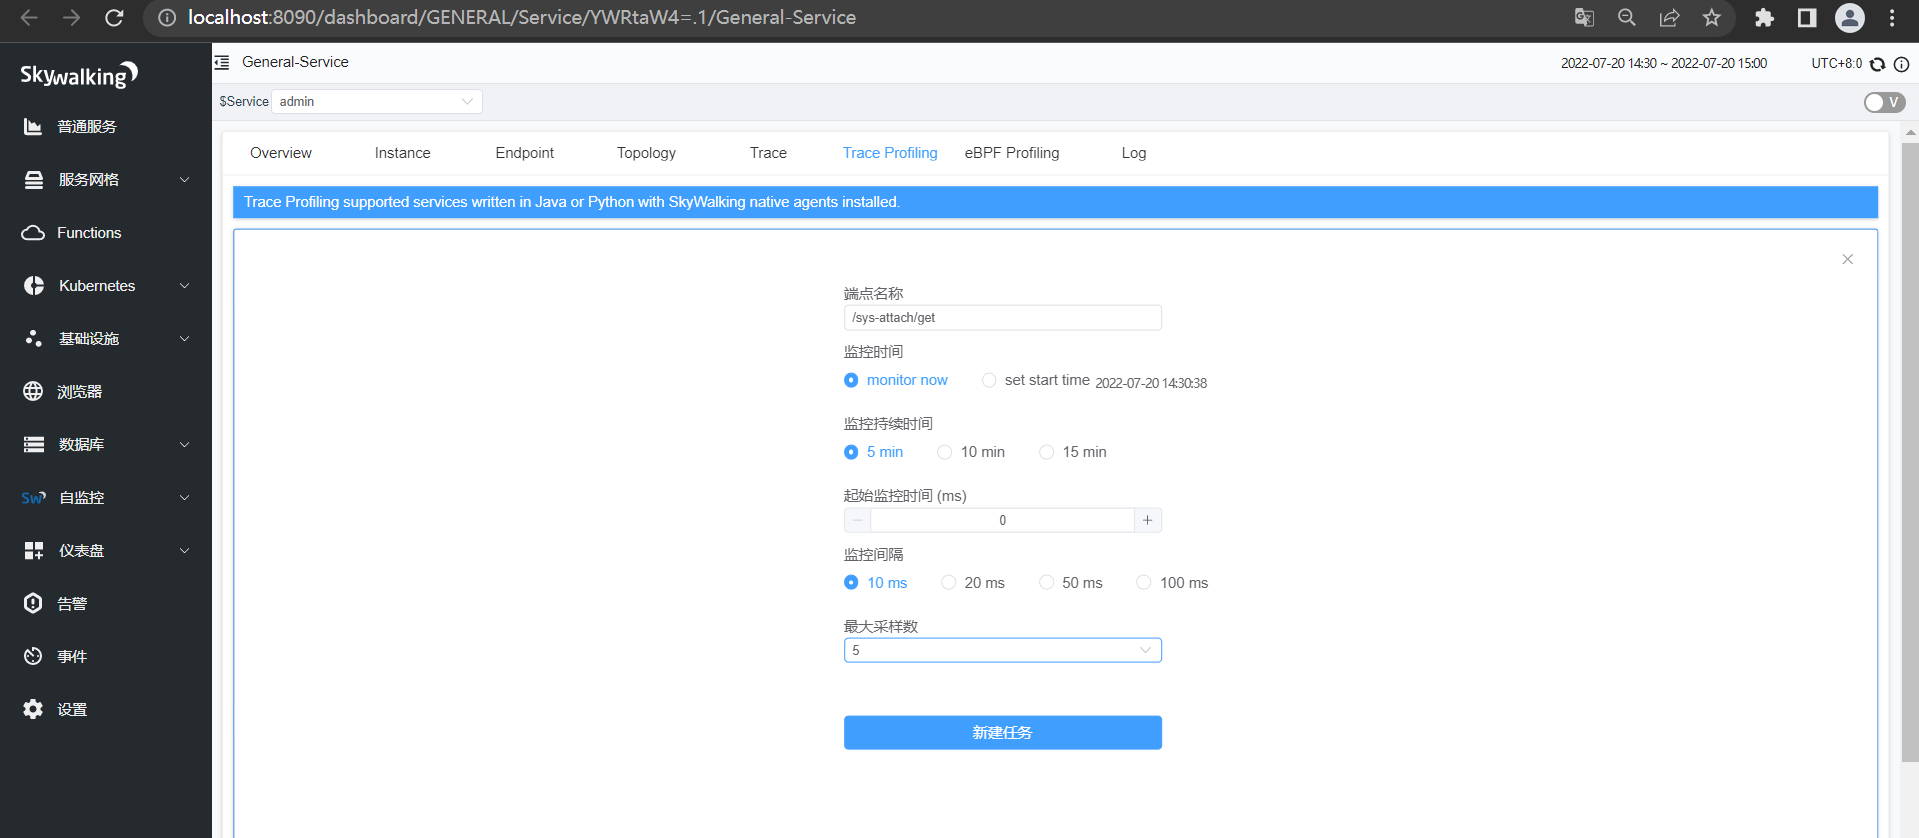 localhost:8090/dashboard/GENERAL/Service/YWRtaW4=.1/General-Service
Skywalking
General-Service
2022-07-20 14:30 ~ 2022-07-20 15:00
UTC+8:0
$Service
admin
V
普通服务
服务网格
Functions
Kubernetes
基础设施
浏览器
数据库
Sw
自监控
仪表盘
告警
事件
设置
Overview
Instance
Endpoint
Topology
Trace
Trace Profiling
eBPF Profiling
Log
Trace Profiling supported services written in Java or Python with SkyWalking native agents installed.
端点名称
/sys-attach/get
监控时间
monitor now
set start time
2022-07-20 14:30:38
监控持续时间
5 min
10 min
15 min
起始监控时间 (ms)
0
监控间隔
10 ms
20 ms
50 ms
100 ms
最大采样数
5
新建任务